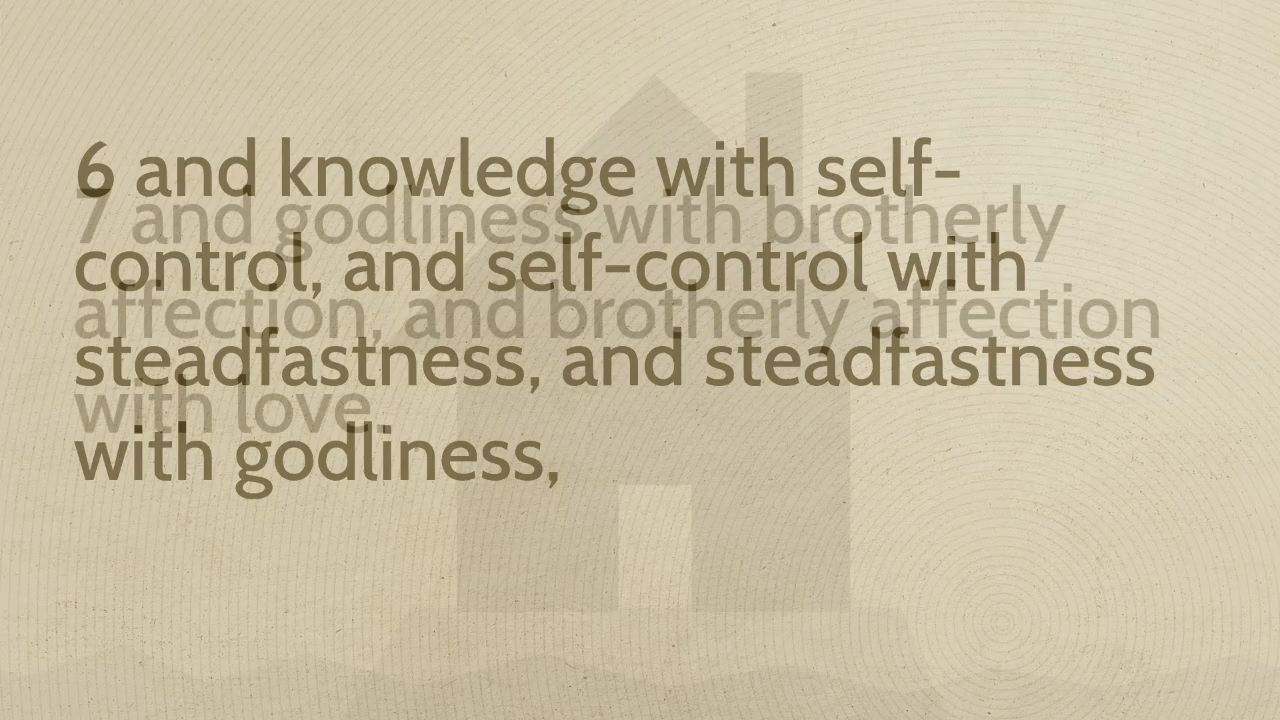 6 and knowledge with self-
control, and self-control with
steadfastness, and steadfastness
with godliness,
7 and godliness with brotherly
affection, and brotherly affection
with love.